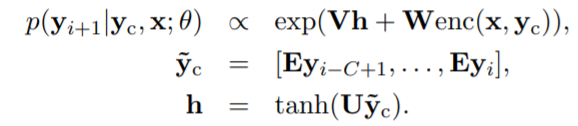 p(y_{i+1}|y_c, x; θ) ∝ exp(Vh + Wenc(x, y_c)),
ỹ_c = [Ey_{i−C+1}, . . . , Ey_i],
h = tanh(Uỹ_c).